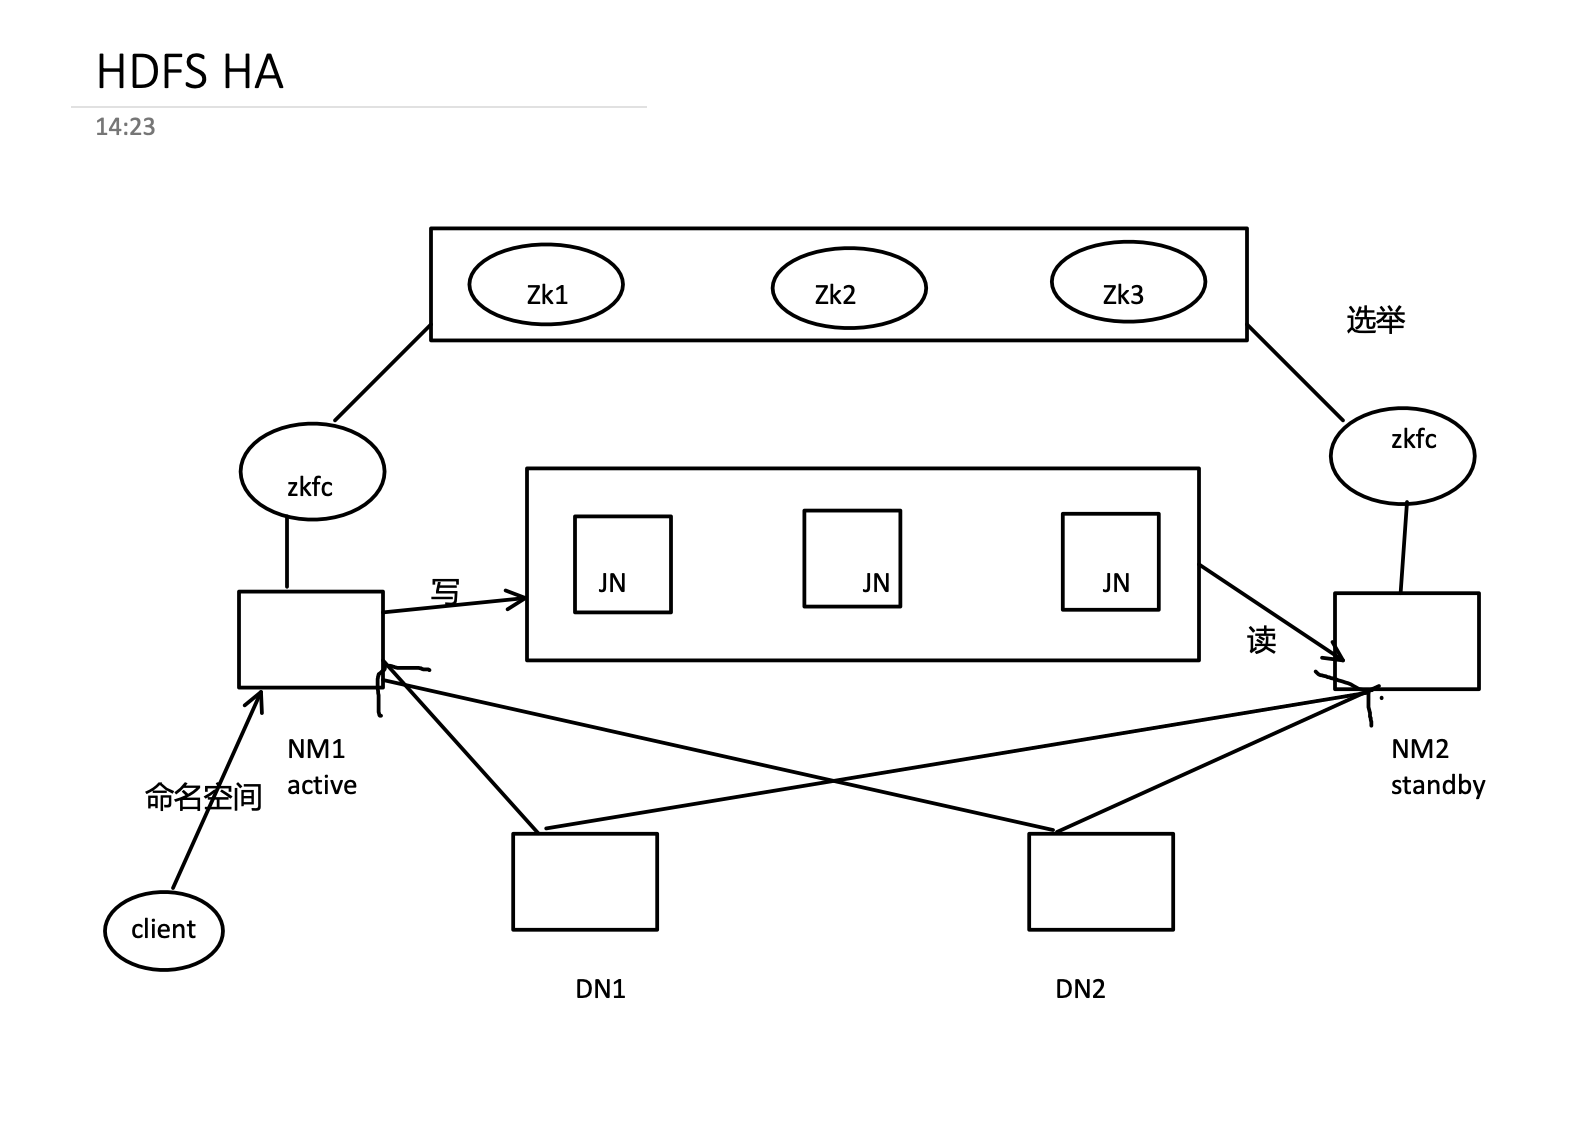 HDFS HA
14:23
Zk1
Zk2
Zk3
选举
zkfc
zkfc
写
JN
JN
JN
读
NM1
active
NM2
standby
命名空间
client
DN1
DN2